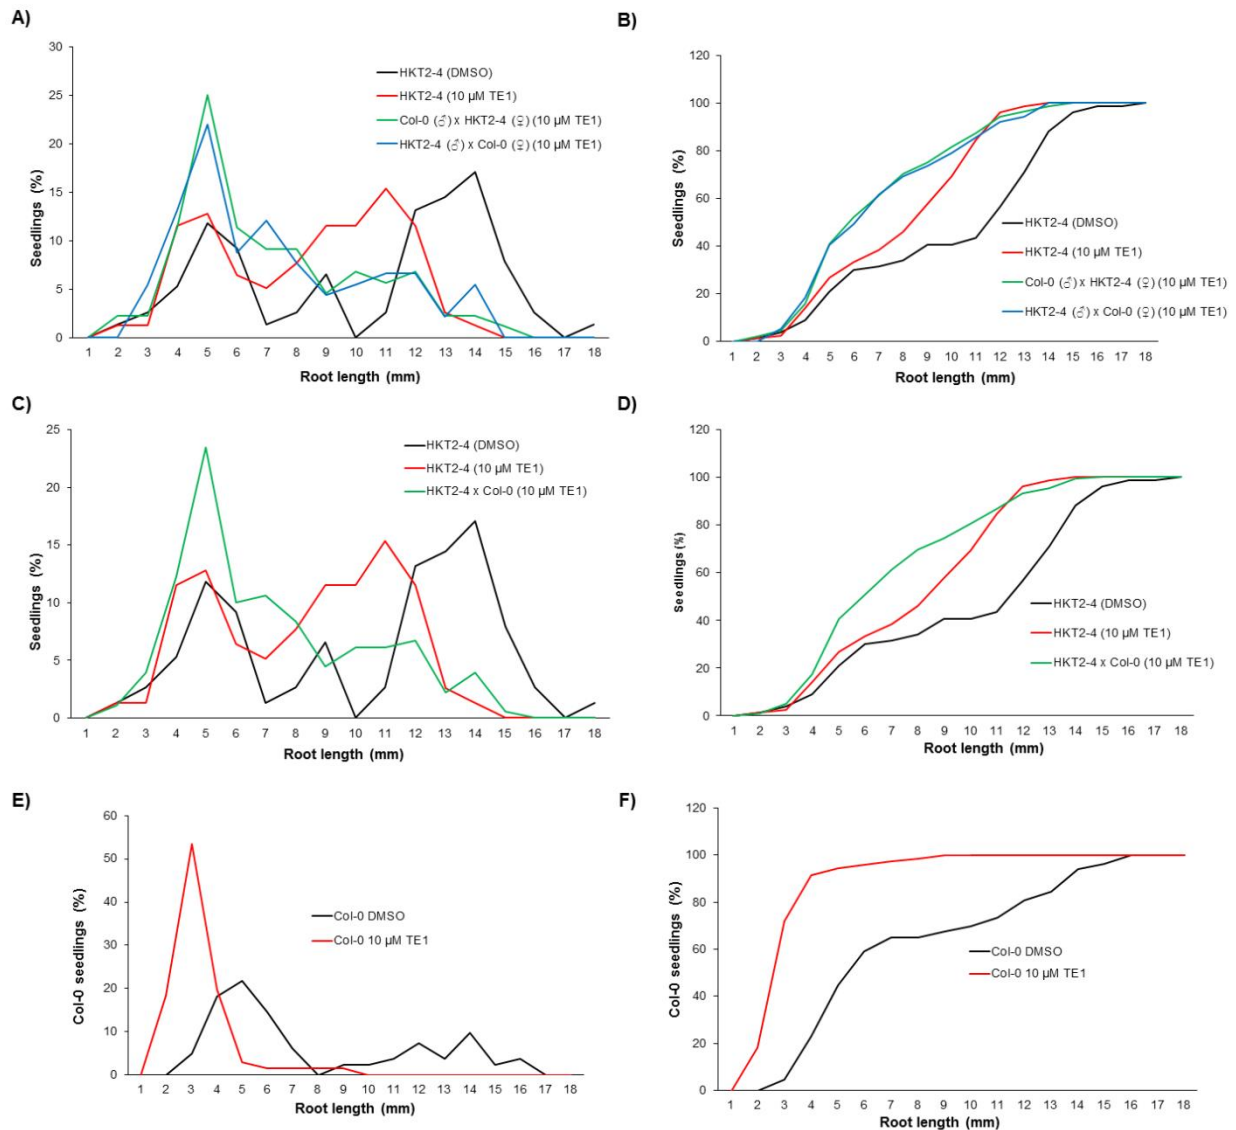 A)
30
25
20
15
10
5
0
Seedlings (%)
HKT2-4 (DMSO)
HKT2-4 (10 µM TE1)
Col-0 (♂) x HKT2-4 (♀) (10 µM TE1)
HKT2-4 (♂) x Col-0 (♀) (10 µM TE1)
1 2 3 4 5 6 7 8 9 10 11 12 13 14 15 16 17 18
Root length (mm)
B)
120
100
80
60
40
20
0
Seedlings (%)
HKT2-4 (DMSO)
HKT2-4 (10 µM TE1)
Col-0 (♂) x HKT2-4 (♀) (10 µM TE1)
HKT2-4 (♂) x Col-0 (♀) (10 µM TE1)
1 2 3 4 5 6 7 8 9 10 11 12 13 14 15 16 17 18
Root length (mm)
C)
25
20
15
10
5
0
Seedlings (%)
HKT2-4 (DMSO)
HKT2-4 (10 µM TE1)
HKT2-4 x Col-0 (10 µM TE1)
1 2 3 4 5 6 7 8 9 10 11 12 13 14 15 16 17 18
Root length (mm)
D)
120
100
80
60
40
20
0
Seedlings (%)
HKT2-4 (DMSO)
HKT2-4 (10 µM TE1)
HKT2-4 x Col-0 (10 µM TE1)
1 2 3 4 5 6 7 8 9 10 11 12 13 14 15 16 17 18
Root length (mm)
E)
60
50
40
30
20
10
0
Col-0 seedlings (%)
Col-0 DMSO
Col-0 10 µM TE1
1 2 3 4 5 6 7 8 9 10 11 12 13 14 15 16 17 18
Root length (mm)
F)
120
100
80
60
40
20
0
Col-0 seedlings (%)
Col-0 DMSO
Col-0 10 µM TE1
1 2 3 4 5 6 7 8 9 10 11 12 13 14 15 16 17 18
Root length (mm)